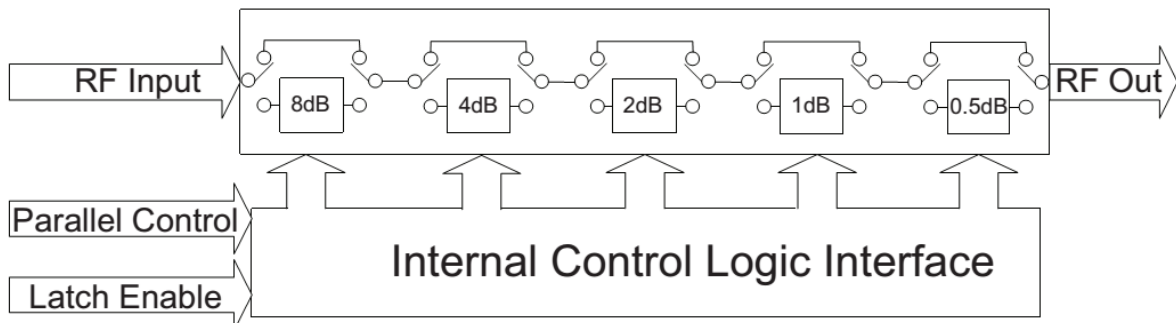 RF Input
8dB
4dB
2dB
1dB
0.5dB
RF Out
Parallel Control
Internal Control Logic Interface
Latch Enable